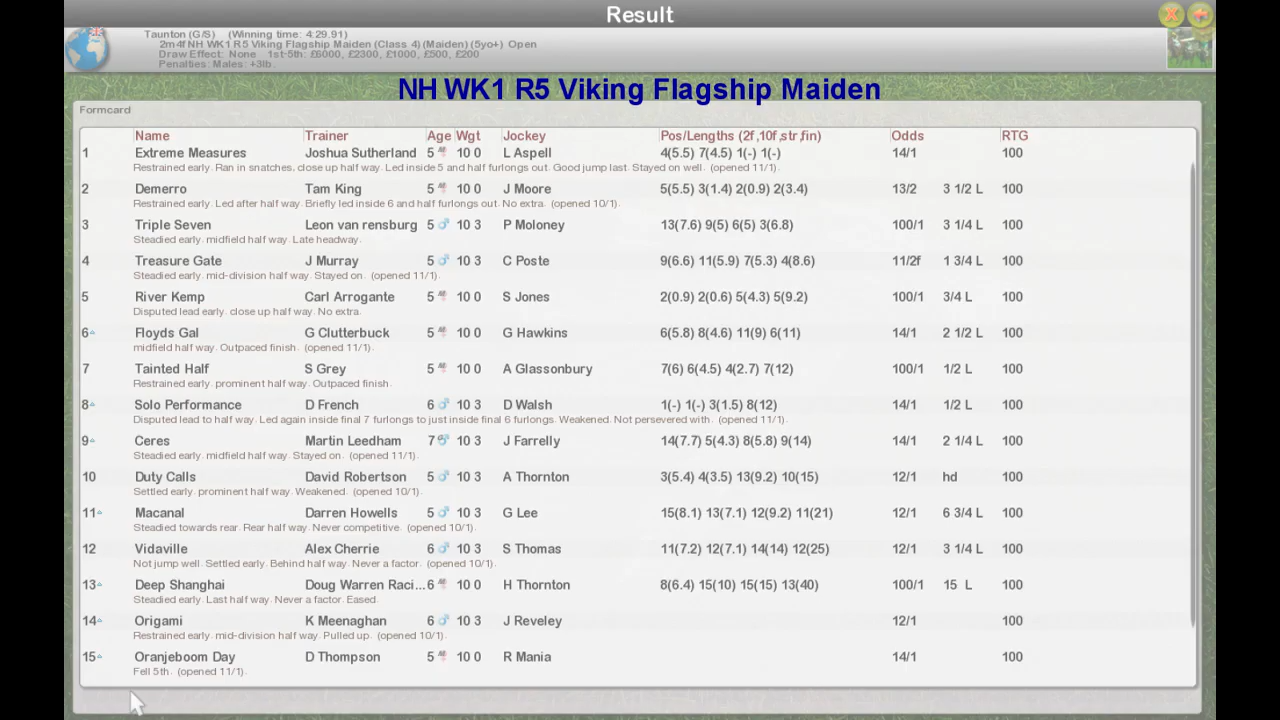 Result
Taunton (G/S) (Winning time: 4:29.91)
2m4f NH WK1 R5 Viking Flagship Maiden (Class 4) (Maiden) (5yo+) Open
Draw Effect: None 1st-5th: £6000, £2300, £1000, £500, £200
Penalties: Males: +3lb.
NH WK1 R5 Viking Flagship Maiden
Formcard
Name Trainer Age Wgt Jockey Pos/Lengths (2f,10f,str,fin) Odds RTG
1 Extreme Measures Joshua Sutherland 5 10 0 L Aspell 4(5.5) 7(4.5) 1(-) 1(-) 14/1 100
Restrained early. Ran in snatches, close up half way. Led inside 5 and half furlongs out. Good jump last. Stayed on well. (opened 11/1).
2 Demerro Tam King 5 10 0 J Moore 5(5.5) 3(1.4) 2(0.9) 2(3.4) 13/2 3 1/2 L 100
Restrained early. Led after half way. Briefly led inside 6 and half furlongs out. No extra. (opened 10/1).
3 Triple Seven Leon van rensburg 5 10 3 P Moloney 13(7.6) 9(5) 6(5) 3(6.8) 100/1 3 1/4 L 100
Steadied early. midfield half way. Late headway.
4 Treasure Gate J Murray 5 10 3 C Poste 9(6.6) 11(5.9) 7(5.3) 4(8.6) 11/2f 1 3/4 L 100
Steadied early. mid-division half way. Stayed on. (opened 11/1).
5 River Kemp Carl Arrogante 5 10 0 S Jones 2(0.9) 2(0.6) 5(4.3) 5(9.2) 100/1 3/4 L 100
Disputed lead early. close up half way. No extra.
6 Floyds Gal G Clutterbuck 5 10 0 G Hawkins 6(5.8) 8(4.6) 11(9) 6(11) 14/1 2 1/2 L 100
midfield half way. Outpaced finish. (opened 11/1).
7 Tainted Half S Grey 5 10 0 A Glassonbury 7(6) 6(4.5) 4(2.7) 7(12) 100/1 1/2 L 100
Restrained early. prominent half way. Outpaced finish.
8 Solo Performance D French 6 10 3 D Walsh 1(-) 1(-) 3(1.5) 8(12) 14/1 1/2 L 100
Disputed lead to half way. Led again inside final 7 furlongs to just inside final 6 furlongs. Weakened. Not persevered with. (opened 11/1).
9 Ceres Martin Leedham 7 10 3 J Farrelly 14(7.7) 5(4.3) 8(5.8) 9(14) 14/1 2 1/4 L 100
Steadied early. midfield half way. Stayed on. (opened 11/1).
10 Duty Calls David Robertson 5 10 3 A Thornton 3(5.4) 4(3.5) 13(9.2) 10(15) 12/1 hd 100
Settled early. prominent half way. Weakened. (opened 10/1).
11 Macanal Darren Howells 5 10 3 G Lee 15(8.1) 13(7.1) 12(9.2) 11(21) 12/1 6 3/4 L 100
Steadied towards rear. Rear half way. Never competitive. (opened 10/1).
12 Vidaville Alex Cherrie 6 10 3 S Thomas 11(7.2) 12(7.1) 14(14) 12(25) 12/1 3 1/4 L 100
Not jump well. Settled early. Behind half way. Never a factor. (opened 10/1).
13 Deep Shanghai Doug Warren Raci... 6 10 0 H Thornton 8(6.4) 15(10) 15(15) 13(40) 100/1 15 L 100
Steadied early. Last half way. Never a factor. Eased.
14 Origami K Meenaghan 6 10 3 J Reveley 12/1 100
Restrained early. mid-division half way. Pulled up. (opened 10/1).
15 Oranjeboom Day D Thompson 5 10 0 R Mania 14/1 100
Fell 5th. (opened 11/1).